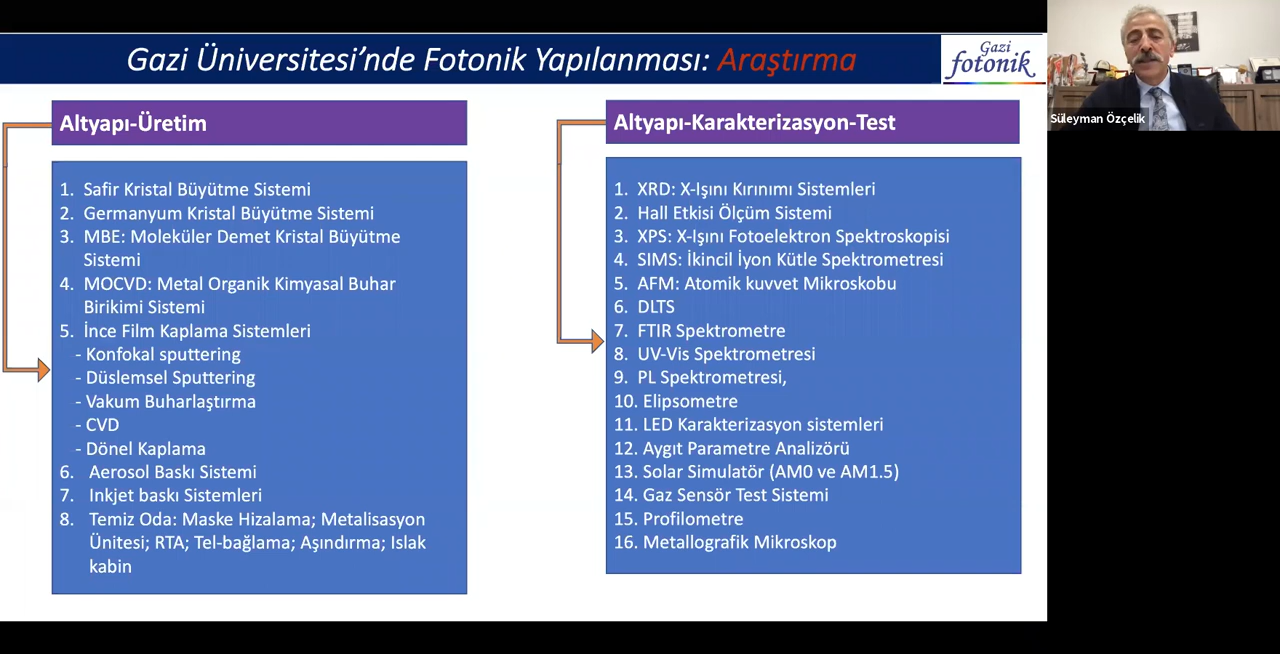 Gazi Üniversitesi’nde Fotonik Yapılanması: Araştırma
Gazi
fotonik
Süleyman Özçelik
Altyapı-Üretim
1. Safir Kristal Büyütme Sistemi
2. Germanyum Kristal Büyütme Sistemi
3. MBE: Moleküler Demet Kristal Büyütme
Sistemi
4. MOCVD: Metal Organik Kimyasal Buhar
Birikimi Sistemi
5. İnce Film Kaplama Sistemleri
- Konfokal sputtering
- Düslemsel Sputtering
- Vakum Buharlaştırma
- CVD
- Dönel Kaplama
6. Aerosol Baskı Sistemi
7. Inkjet baskı Sistemleri
8. Temiz Oda: Maske Hizalama; Metalisasyon
Ünitesi; RTA; Tel-bağlama; Aşındırma; Islak
kabin
Altyapı-Karakterizasyon-Test
1. XRD: X-Işını Kırınımı Sistemleri
2. Hall Etkisi Ölçüm Sistemi
3. XPS: X-Işını Fotoelektron Spektroskopisi
4. SIMS: İkincil İyon Kütle Spektrometresi
5. AFM: Atomik kuvvet Mikroskobu
6. DLTS
7. FTIR Spektrometre
8. UV-Vis Spektrometresi
9. PL Spektrometresi,
10. Elipsometre
11. LED Karakterizasyon sistemleri
12. Aygıt Parametre Analizörü
13. Solar Simulatör (AM0 ve AM1.5)
14. Gaz Sensör Test Sistemi
15. Profilometre
16. Metallografik Mikroskop